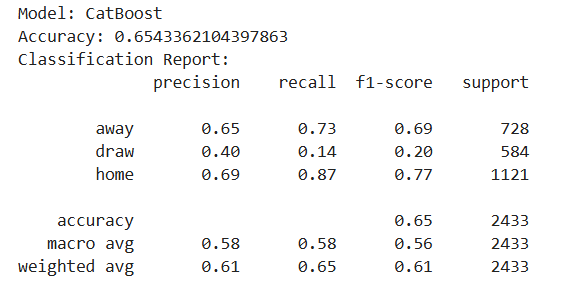 Model: CatBoost
Accuracy: 0.6543362104397863
Classification Report:
precision recall f1-score support
away 0.65 0.73 0.69 728
draw 0.40 0.14 0.20 584
home 0.69 0.87 0.77 1121
accuracy 0.65 2433
macro avg 0.58 0.58 0.56 2433
weighted avg 0.61 0.65 0.61 2433